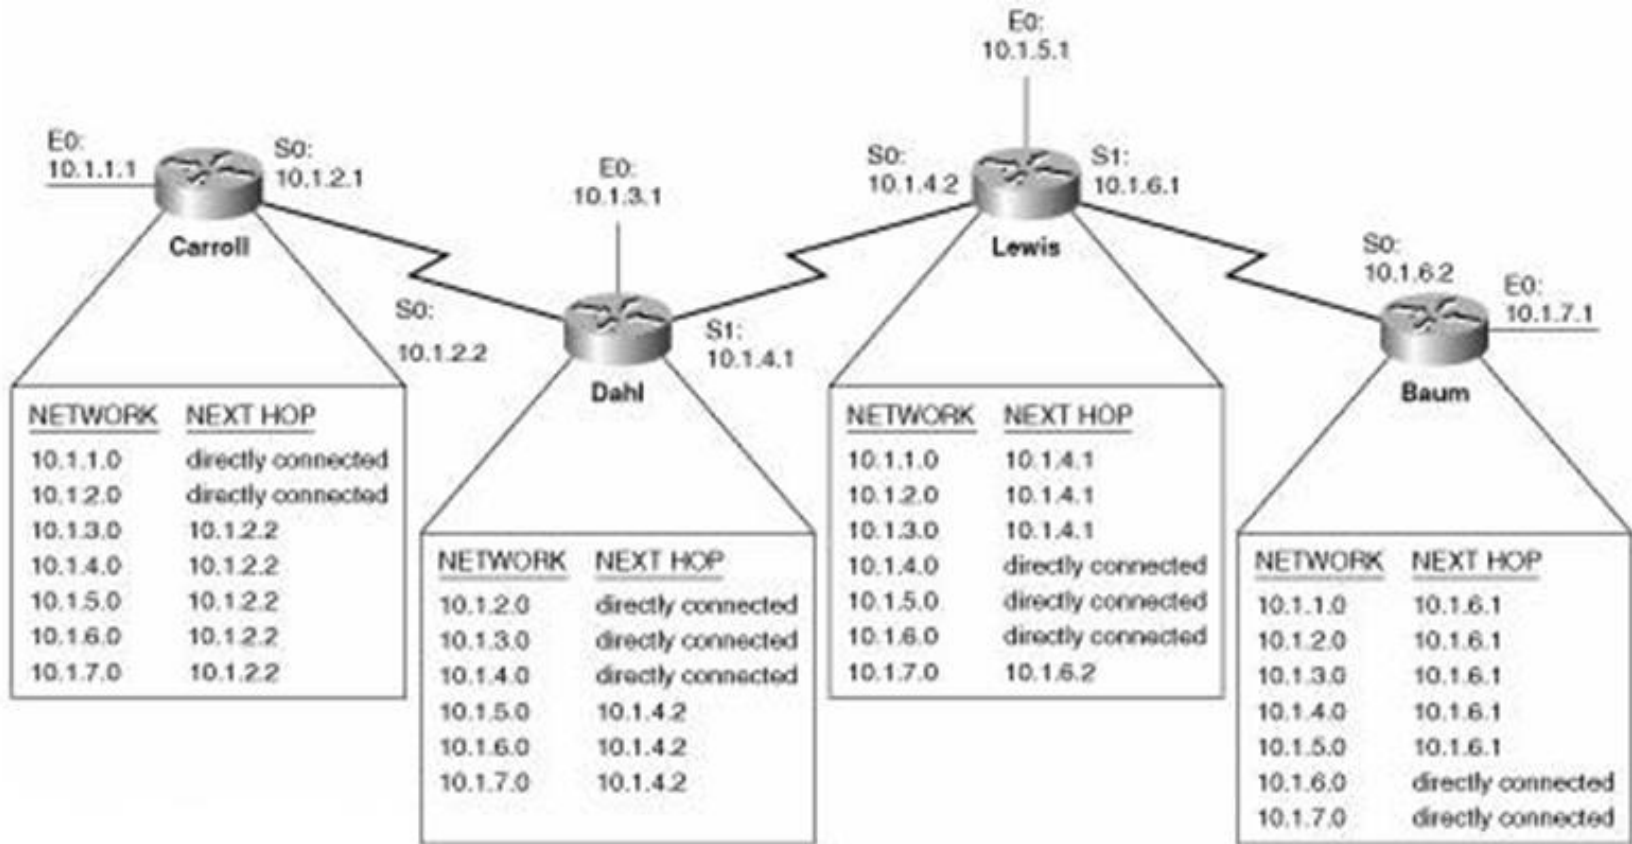 E0:
10.1.5.1
E0:
10.1.1.1
S0:
10.1.2.1
Carroll
E0:
10.1.3.1
S0:
10.1.4.2
S1:
10.1.6.1
Lewis
S0:
10.1.2.2
S1:
10.1.4.1
Dahl
S0:
10.1.6.2
E0:
10.1.7.1
Baum
NETWORK NEXT HOP
10.1.1.0 directly connected
10.1.2.0 directly connected
10.1.3.0 10.1.2.2
10.1.4.0 10.1.2.2
10.1.5.0 10.1.2.2
10.1.6.0 10.1.2.2
10.1.7.0 10.1.2.2
NETWORK NEXT HOP
10.1.2.0 directly connected
10.1.3.0 directly connected
10.1.4.0 directly connected
10.1.5.0 10.1.4.2
10.1.6.0 10.1.4.2
10.1.7.0 10.1.4.2
NETWORK NEXT HOP
10.1.1.0 10.1.4.1
10.1.2.0 10.1.4.1
10.1.3.0 10.1.4.1
10.1.4.0 directly connected
10.1.5.0 directly connected
10.1.6.0 directly connected
10.1.7.0 10.1.6.2
NETWORK NEXT HOP
10.1.1.0 10.1.6.1
10.1.2.0 10.1.6.1
10.1.3.0 10.1.6.1
10.1.4.0 10.1.6.1
10.1.5.0 10.1.6.1
10.1.6.0 directly connected
10.1.7.0 directly connected